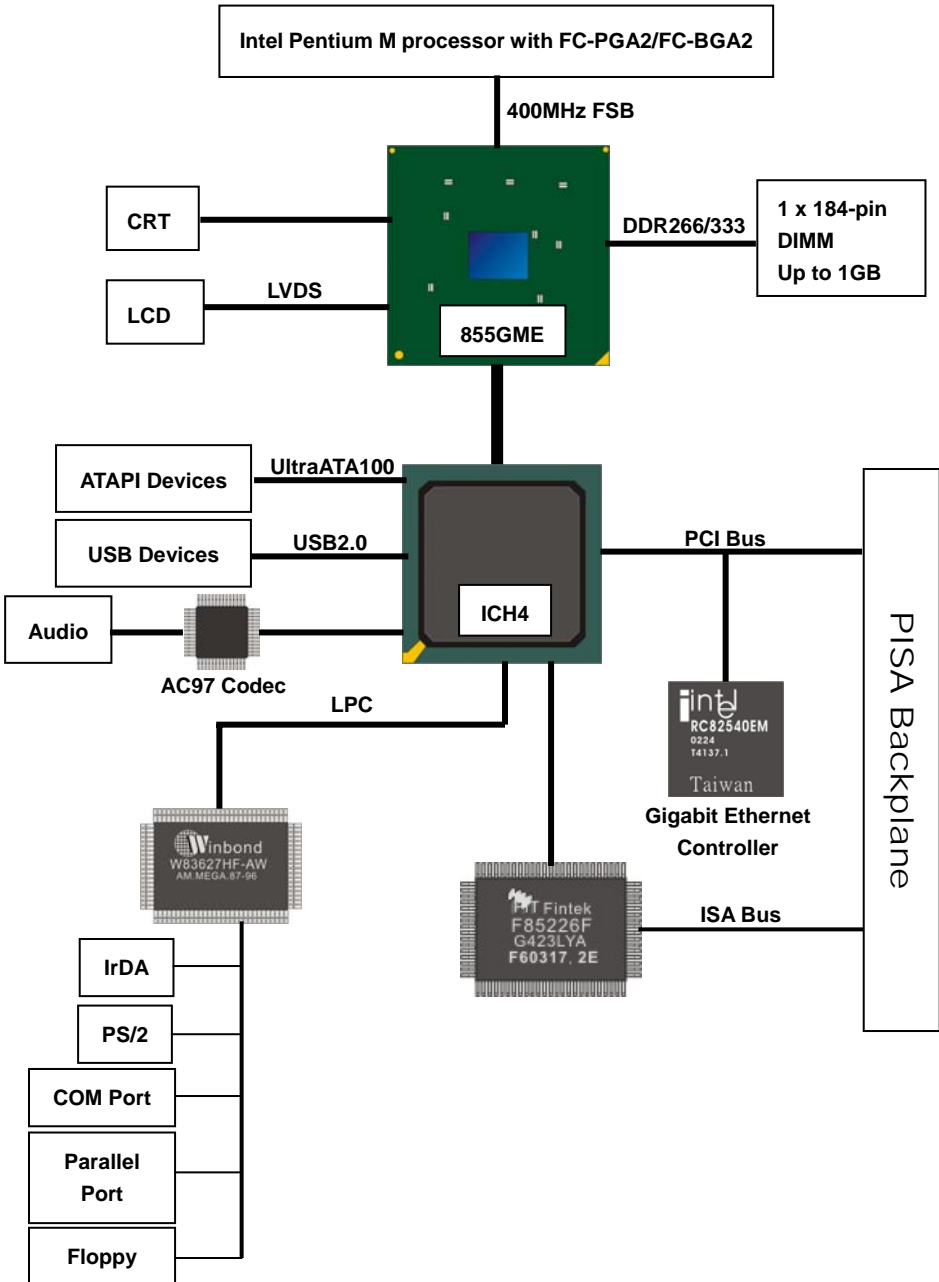 Intel Pentium M processor with FC-PGA2/FC-BGA2
400MHz FSB
CRT
DDR266/333
1 x 184-pin
DIMM
Up to 1GB
LVDS
LCD
855GME
UltraATA100
ATAPI Devices
USB2.0
USB Devices
PCI Bus
ICH4
Audio
AC97 Codec
LPC
intel
RC82540EM
0224
T4137.1
Taiwan
Gigabit Ethernet
Controller
PISA Backplane
Winbond
W83627HF-AW
AM.MEGA.87-96
Fintek
F85226F
G423LYA
F60317, 2E
ISA Bus
IrDA
PS/2
COM Port
Parallel
Port
Floppy